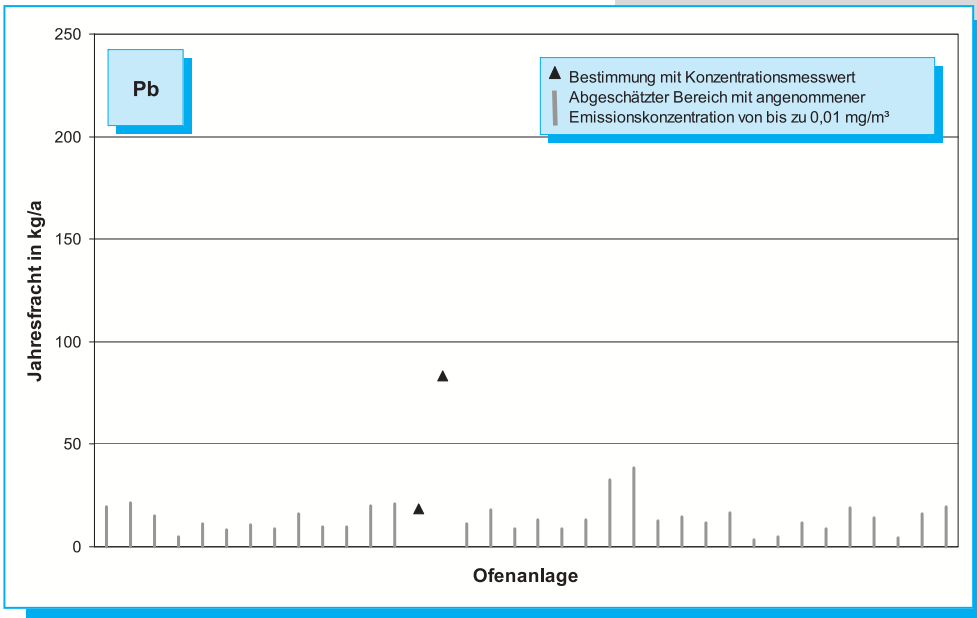 250
Pb
Bestimmung mit Konzentrationsmesswert
Abgeschätzter Bereich mit angenommener
Emissionskonzentration von bis zu 0,01 mg/m³
200
150
100
50
0
Jahresfracht in kg/a
Ofenanlage